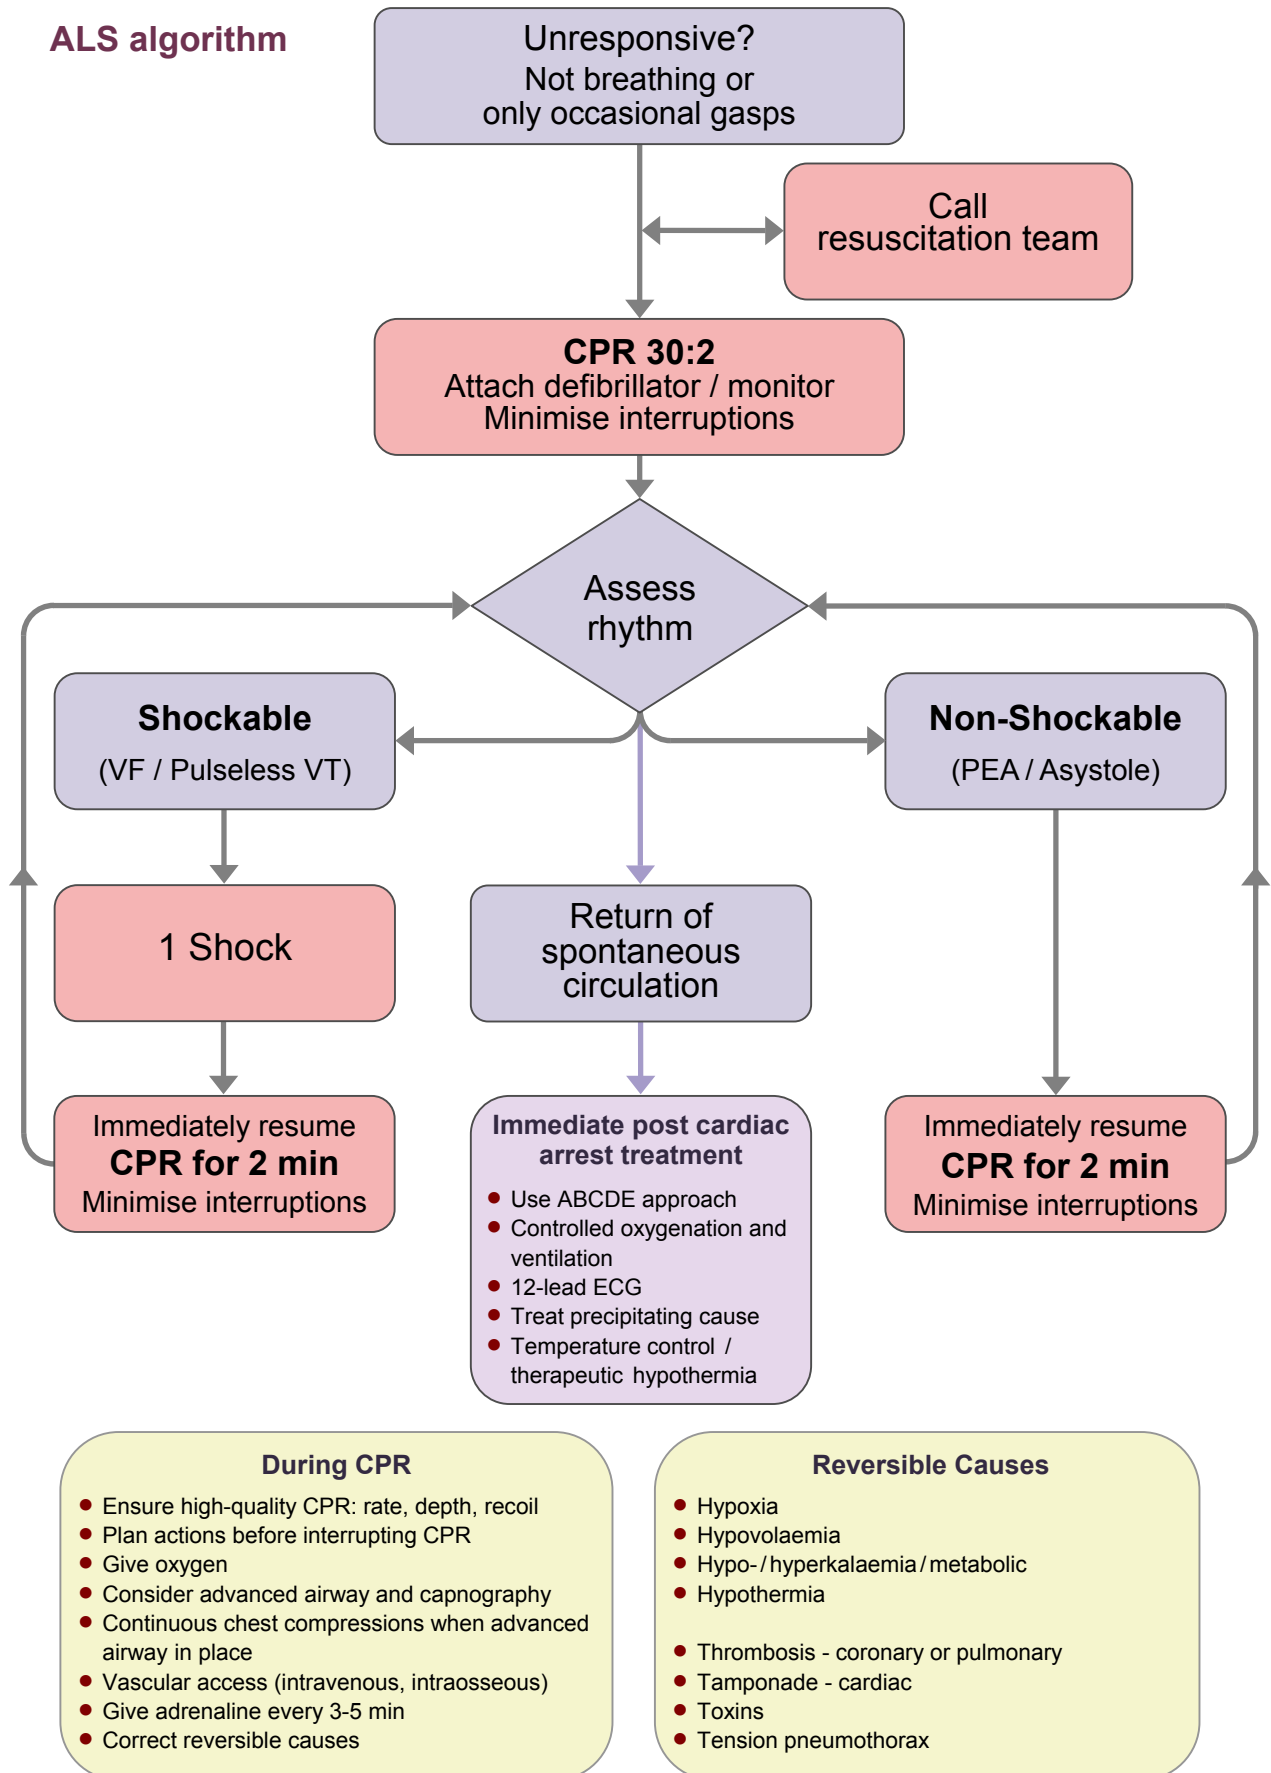 ALS algorithm
Unresponsive?
Not breathing or
only occasional gasps
Call
resuscitation team
CPR 30:2
Attach defibrillator / monitor
Minimise interruptions
Assess
rhythm
Shockable
(VF / Pulseless VT)
Non-Shockable
(PEA / Asystole)
1 Shock
Return of
spontaneous
circulation
Immediately resume
CPR for 2 min
Minimise interruptions
Immediate post cardiac
arrest treatment
● Use ABCDE approach
● Controlled oxygenation and
ventilation
● 12-lead ECG
● Treat precipitating cause
● Temperature control /
therapeutic hypothermia
Immediately resume
CPR for 2 min
Minimise interruptions
During CPR
● Ensure high-quality CPR: rate, depth, recoil
● Plan actions before interrupting CPR
● Give oxygen
● Consider advanced airway and capnography
● Continuous chest compressions when advanced
airway in place
● Vascular access (intravenous, intraosseous)
● Give adrenaline every 3-5 min
● Correct reversible causes
Reversible Causes
● Hypoxia
● Hypovolaemia
● Hypo- / hyperkalaemia / metabolic
● Hypothermia
● Thrombosis - coronary or pulmonary
● Tamponade - cardiac
● Toxins
● Tension pneumothorax